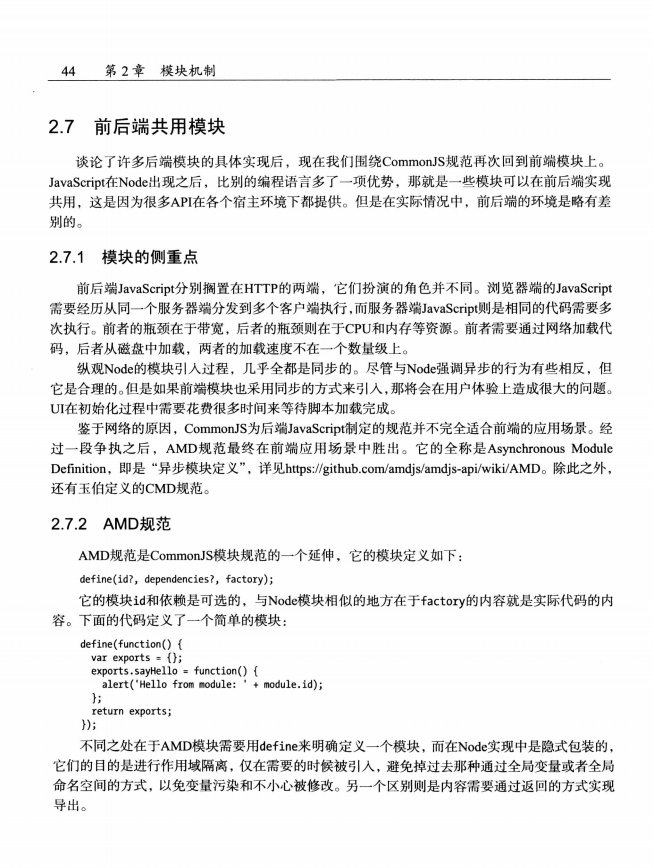 44 第 2 章 模块机制
2.7 前后端共用模块
谈论了许多后端模块的具体实现后，现在我们围绕CommonJS规范再次回到前端模块上。
JavaScript在Node出现之后，比别的编程语言多了一项优势，那就是一些模块可以在前后端实现
共用，这是因为很多API在各个宿主环境下都提供。但是在实际情况中，前后端的环境是略有差
别的。
2.7.1 模块的侧重点
前后端JavaScript分别搁置在HTTP的两端，它们扮演的角色并不同。浏览器端的JavaScript
需要经历从同一个服务器端分发到多个客户端执行，而服务器端JavaScript则是相同的代码需要多
次执行。前者的瓶颈在于带宽，后者的瓶颈则在于CPU和内存等资源。前者需要通过网络加载代
码，后者从磁盘中加载，两者的加载速度不在一个数量级上。
纵观Node的模块引入过程，几乎全都是同步的。尽管与Node强调异步的行为有些相反，但
它是合理的。但是如果前端模块也采用同步的方式来引入，那将会在用户体验上造成很大的问题。
UI在初始化过程中需要花费很多时间来等待脚本加载完成。
鉴于网络的原因，CommonJS为后端JavaScript制定的规范并不完全适合前端的应用场景。经
过一段争执之后，AMD规范最终在前端应用场景中胜出。它的全称是Asynchronous Module
Definition，即是“异步模块定义”，详见https://github.com/amdjs/amdjs-api/wiki/AMD。除此之外，
还有玉伯定义的CMD规范。
2.7.2 AMD规范
AMD规范是CommonJS模块规范的一个延伸，它的模块定义如下：
define(id?, dependencies?, factory);
它的模块id和依赖是可选的，与Node模块相似的地方在于factory的内容就是实际代码的内
容。下面的代码定义了一个简单的模块：
define(function() {
var exports = {};
exports.sayHello = function() {
alert('Hello from module: ' + module.id);
};
return exports;
});
不同之处在于AMD模块需要用define来明确定义一个模块，而在Node实现中是隐式包装的，
它们的目的是进行作用域隔离，仅在需要的时候被引入，避免掉过去那种通过全局变量或者全局
命名空间的方式，以免变量污染和不小心被修改。另一个区别则是内容需要通过返回的方式实现
导出。